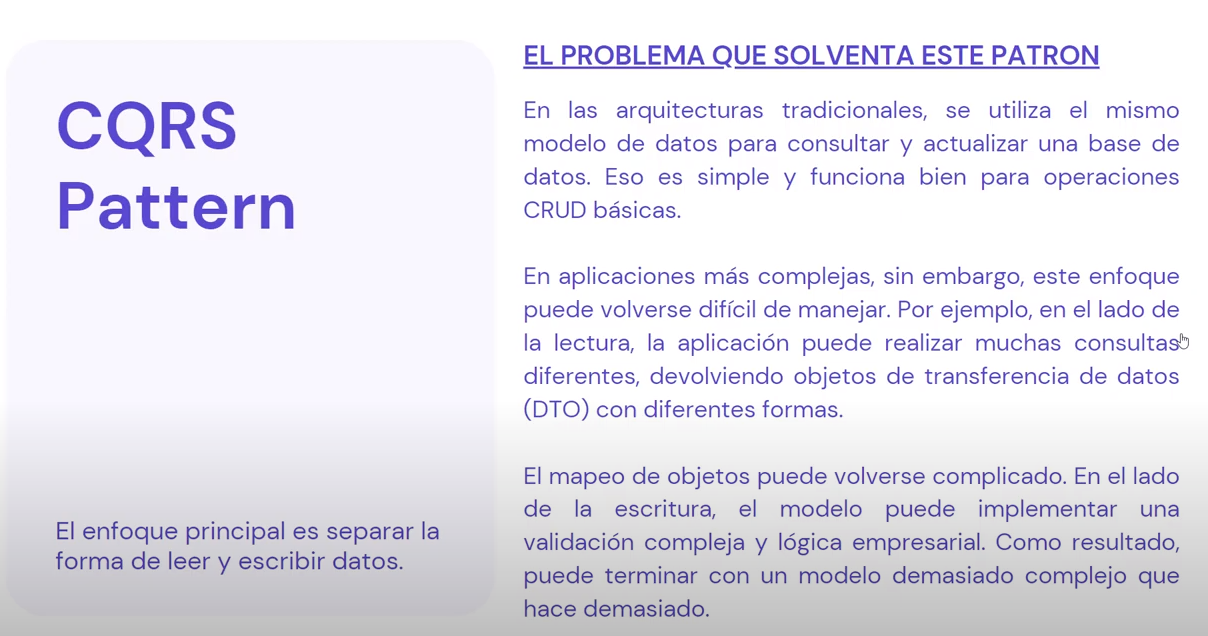 CQRS
Pattern
El enfoque principal es separar la
forma de leer y escribir datos.
EL PROBLEMA QUE SOLVENTA ESTE PATRON
En las arquitecturas tradicionales, se utiliza el mismo
modelo de datos para consultar y actualizar una base de
datos. Eso es simple y funciona bien para operaciones
CRUD básicas.
En aplicaciones más complejas, sin embargo, este enfoque
puede volverse difícil de manejar. Por ejemplo, en el lado de
la lectura, la aplicación puede realizar muchas consultas
diferentes, devolviendo objetos de transferencia de datos
(DTO) con diferentes formas.
El mapeo de objetos puede volverse complicado. En el lado
de la escritura, el modelo puede implementar una
validación compleja y lógica empresarial. Como resultado,
puede terminar con un modelo demasiado complejo que
hace demasiado.